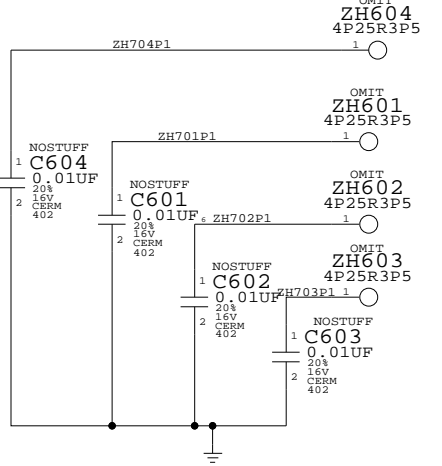 OMIT
ZH604
4P25R3P5
ZH704P1
1
OMIT
ZH601
4P25R3P5
ZH701P1
1
NOSTUFF
1
C604
0.01UF
20%
16V
2
CERM
402
NOSTUFF
1
C601
0.01UF
20%
16V
2
CERM
402
OMIT
ZH602
4P25R3P5
6
ZH702P1
1
OMIT
ZH603
4P25R3P5
NOSTUFF
1
C602
0.01UF
20%
16V
2
CERM
402
ZH703P1
1
NOSTUFF
1
C603
0.01UF
20%
16V
2
CERM
402